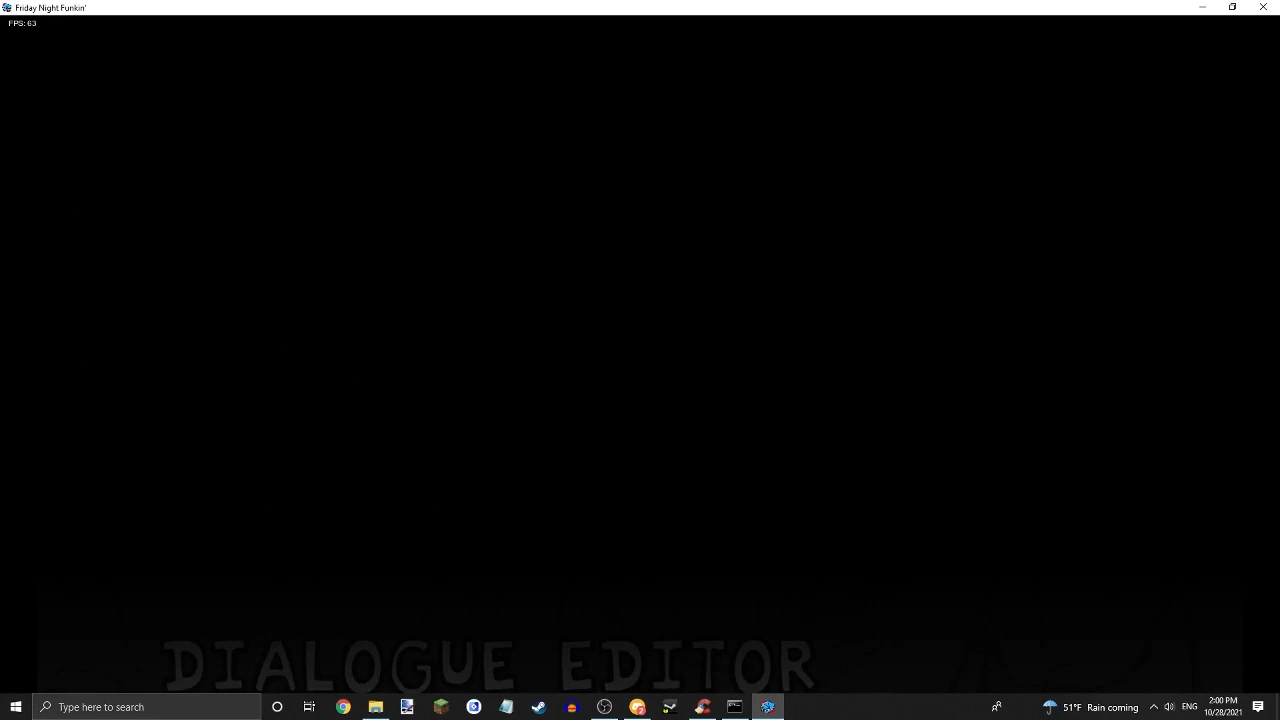 Friday Night Funkin'
FPS: 63
DIALOGUE EDITOR
Type here to search
51°F Rain coming
ENG
2:00 PM
10/28/2021